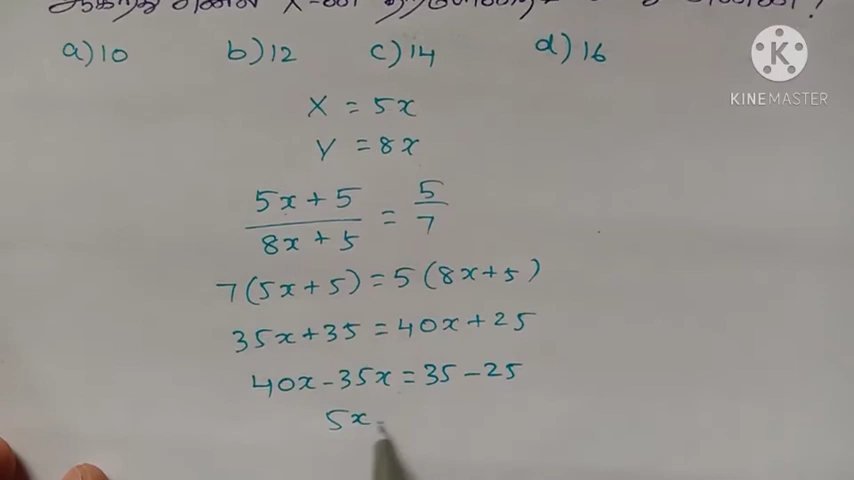 a) 10 b) 12 c) 14 d) 16
KINEMASTER
X = 5x
Y = 8x
5x + 5 / 8x + 5 = 5 / 7
7(5x + 5) = 5(8x + 5)
35x + 35 = 40x + 25
40x - 35x = 35 - 25
5x